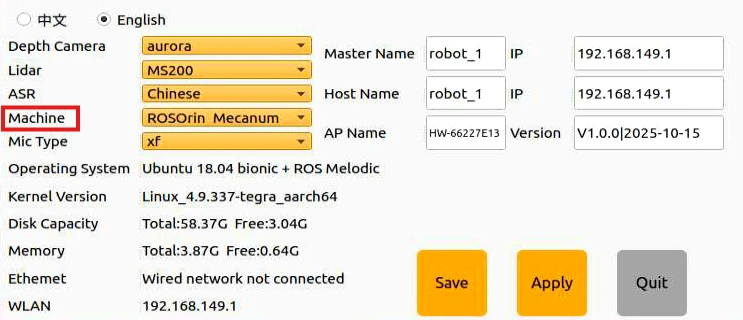 中文 English
Depth Camera aurora
Lidar MS200
ASR Chinese
Machine ROSOrin Mecanum
Mic Type xf
Master Name robot_1 IP 192.168.149.1
Host Name robot_1 IP 192.168.149.1
AP Name HW-66227E13 Version V1.0.0|2025-10-15
Operating System Ubuntu 18.04 bionic + ROS Melodic
Kernel Version Linux_4.9.337-tegra_aarch64
Disk Capacity Total:58.37G Free:3.04G
Memory Total:3.87G Free:0.64G
Ethemet Wired network not connected
WLAN 192.168.149.1
Save Apply Quit